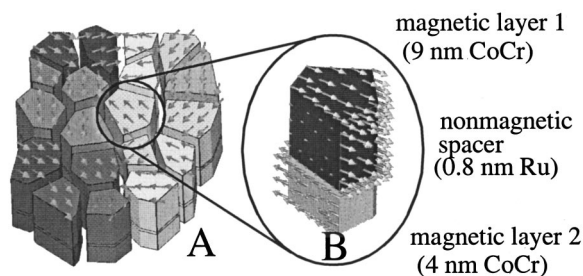 magnetic layer 1
(9 nm CoCr)
nonmagnetic
spacer
(0.8 nm Ru)
A
B
magnetic layer 2
(4 nm CoCr)